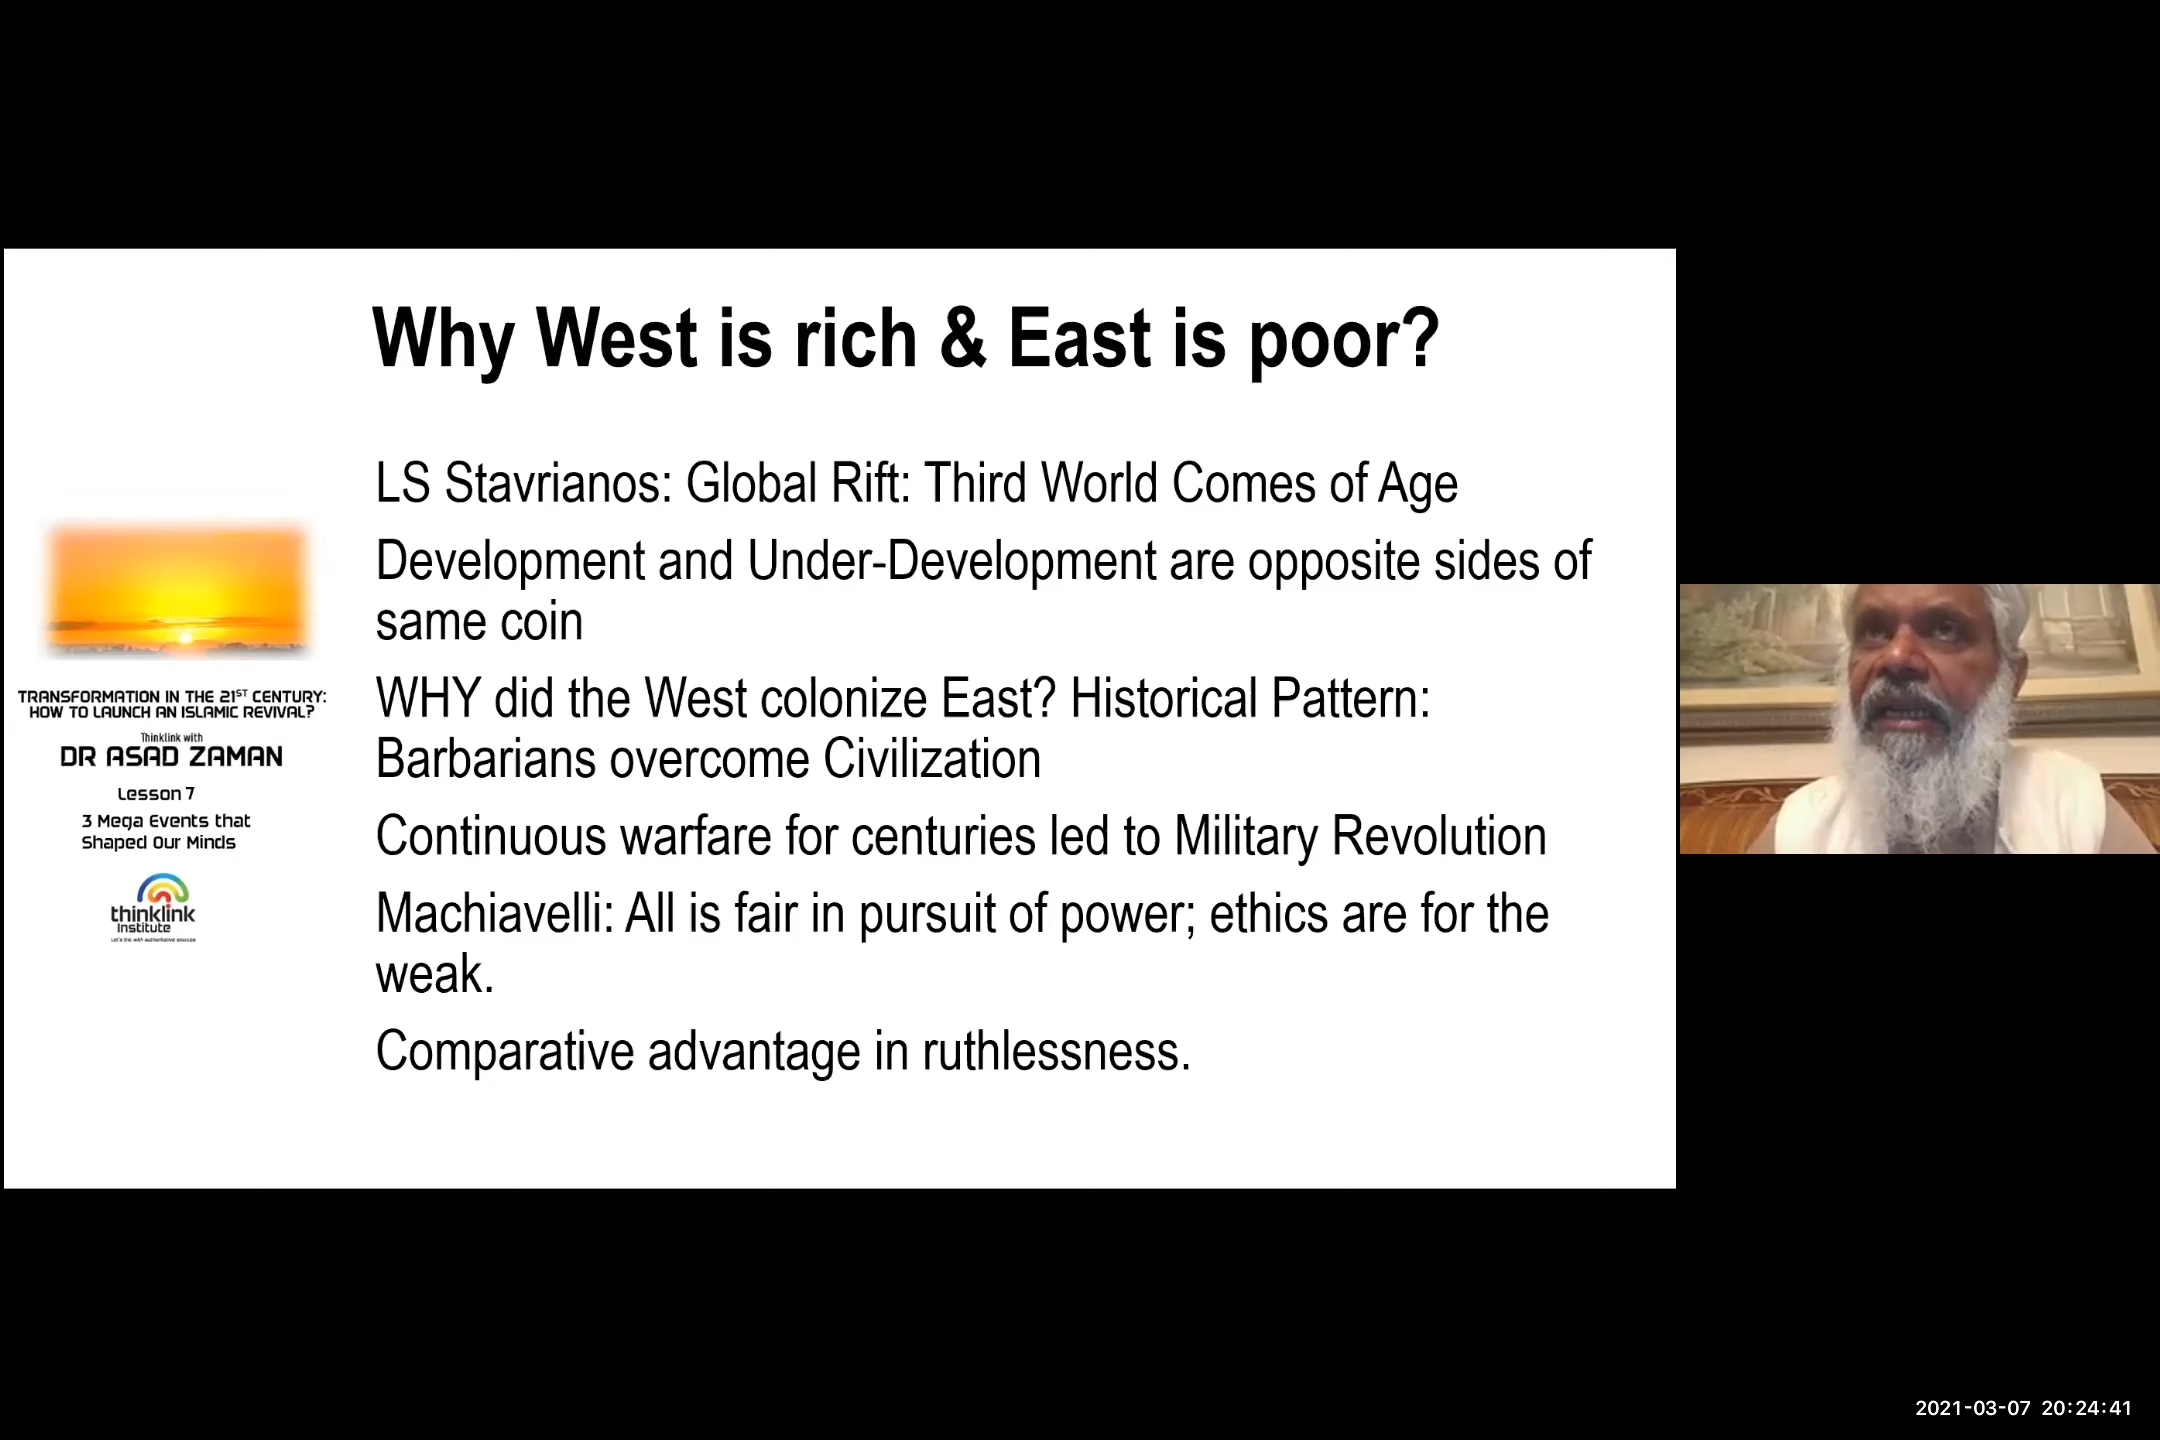 Why West is rich & East is poor?
LS Stavrianos: Global Rift: Third World Comes of Age
Development and Under-Development are opposite sides of
same coin
WHY did the West colonize East? Historical Pattern:
Barbarians overcome Civilization
Continuous warfare for centuries led to Military Revolution
Machiavelli: All is fair in pursuit of power; ethics are for the
weak.
Comparative advantage in ruthlessness.
TRANSFORMATION IN THE 21ST CENTURY:
HOW TO LAUNCH AN ISLAMIC REVIVAL?
Thinklink with
DR ASAD ZAMAN
Lesson 7
3 Mega Events that
Shaped Our Minds
thinklink
Institute
Let's link with authoritative sources
2021-03-07 20:24:41